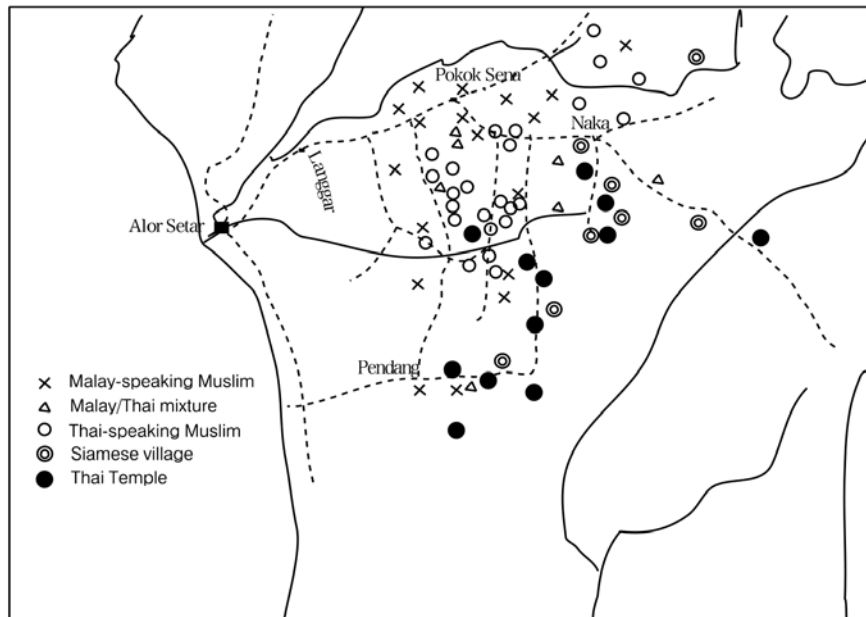 Pokok Sena
Naka
Langgar
Alor Setar
Pendang
Malay-speaking Muslim
Malay/Thai mixture
Thai-speaking Muslim
Siamese village
Thai Temple